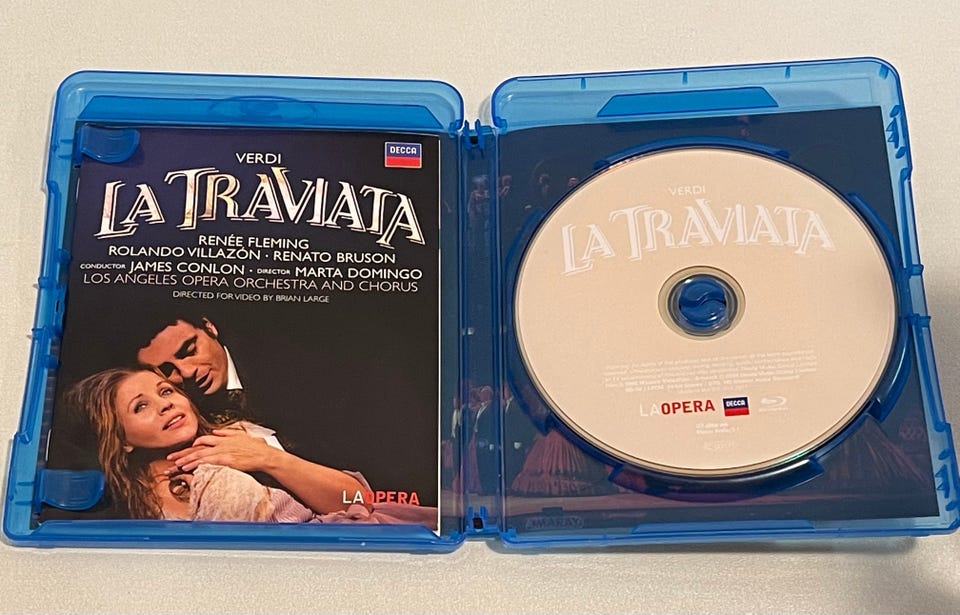 VERDI
DECCA
LA TRAVIATA
RENÉE FLEMING
ROLANDO VILLAZÓN · RENATO BRUSON
CONDUCTOR JAMES CONLON · DIRECTOR MARTA DOMINGO
LOS ANGELES OPERA ORCHESTRA AND CHORUS
DIRECTED FOR VIDEO BY BRIAN LARGE
LAOPERA
VERDI
LA TRAVIATA
LAOPERA DECCA
AMARAY